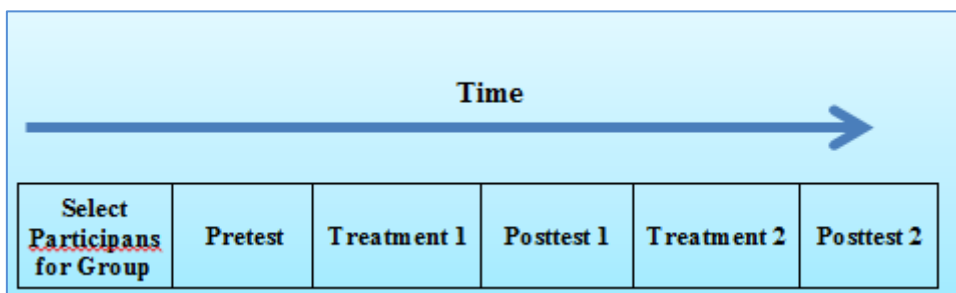 Time
Select
Participans
for Group
Pretest
Treatment 1
Posttest 1
Treatment 2
Posttest 2